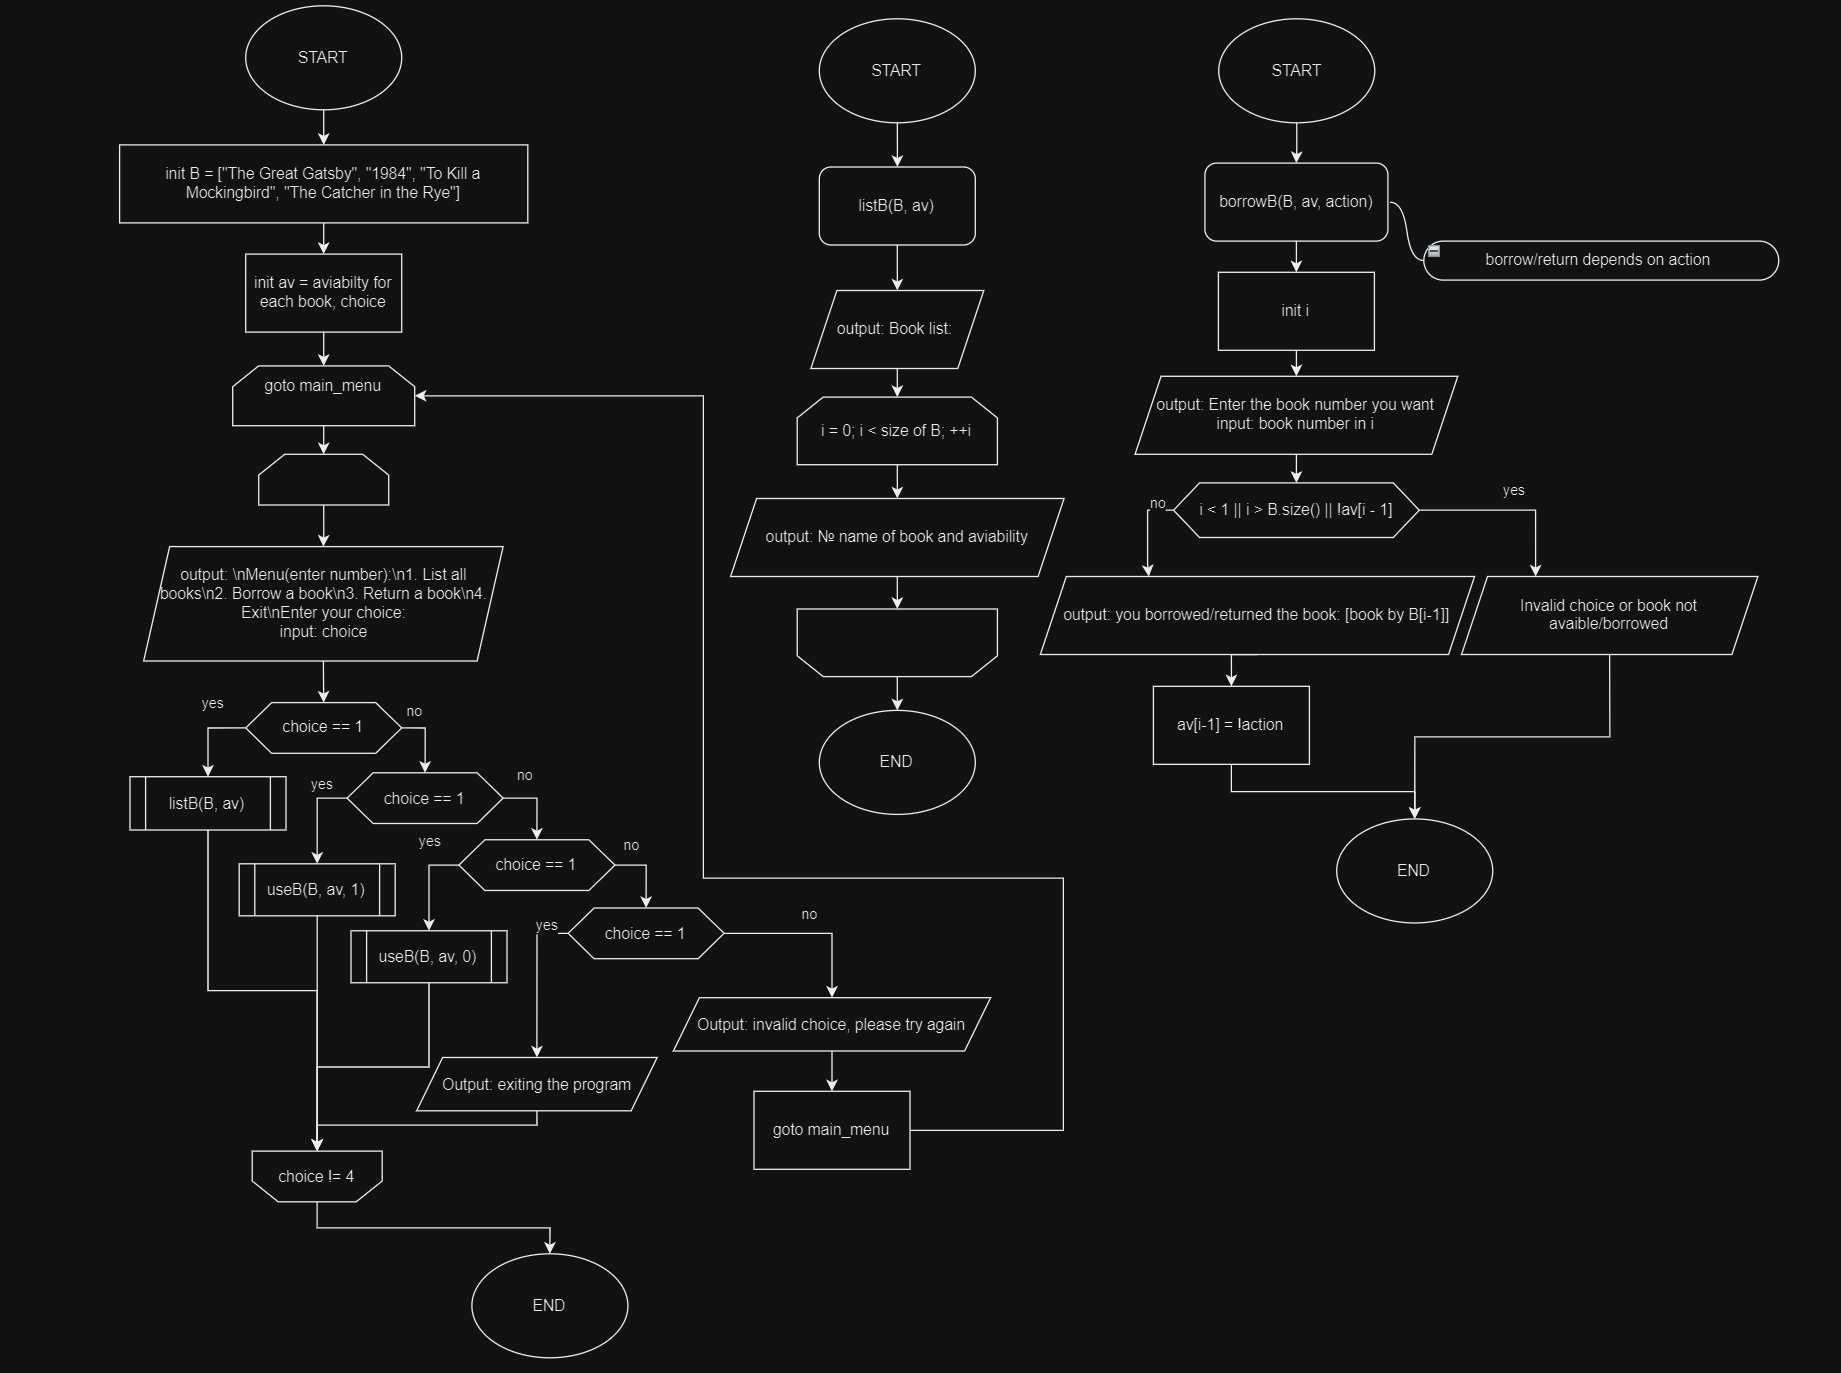 START
init B = ["The Great Gatsby", "1984", "To Kill a
Mockingbird", "The Catcher in the Rye"]
init av = aviabilty for
each book, choice
goto main_menu
output: \nMenu(enter number):\n1. List all
books\n2. Borrow a book\n3. Return a book\n4.
Exit\nEnter your choice:
input: choice
yes
choice == 1
no
listB(B, av)
yes
choice == 1
no
useB(B, av, 1)
yes
choice == 1
no
useB(B, av, 0)
yes
choice == 1
no
Output: exiting the program
Output: invalid choice, please try again
goto main_menu
choice != 4
END
START
listB(B, av)
output: Book list:
i = 0; i < size of B; ++i
output: № name of book and aviability
END
START
borrowB(B, av, action)
borrow/return depends on action
init i
output: Enter the book number you want
input: book number in i
no
i < 1 || i > B.size() || !av[i - 1]
yes
output: you borrowed/returned the book: [book by B[i-1]]
Invalid choice or book not
avaible/borrowed
av[i-1] = !action
END